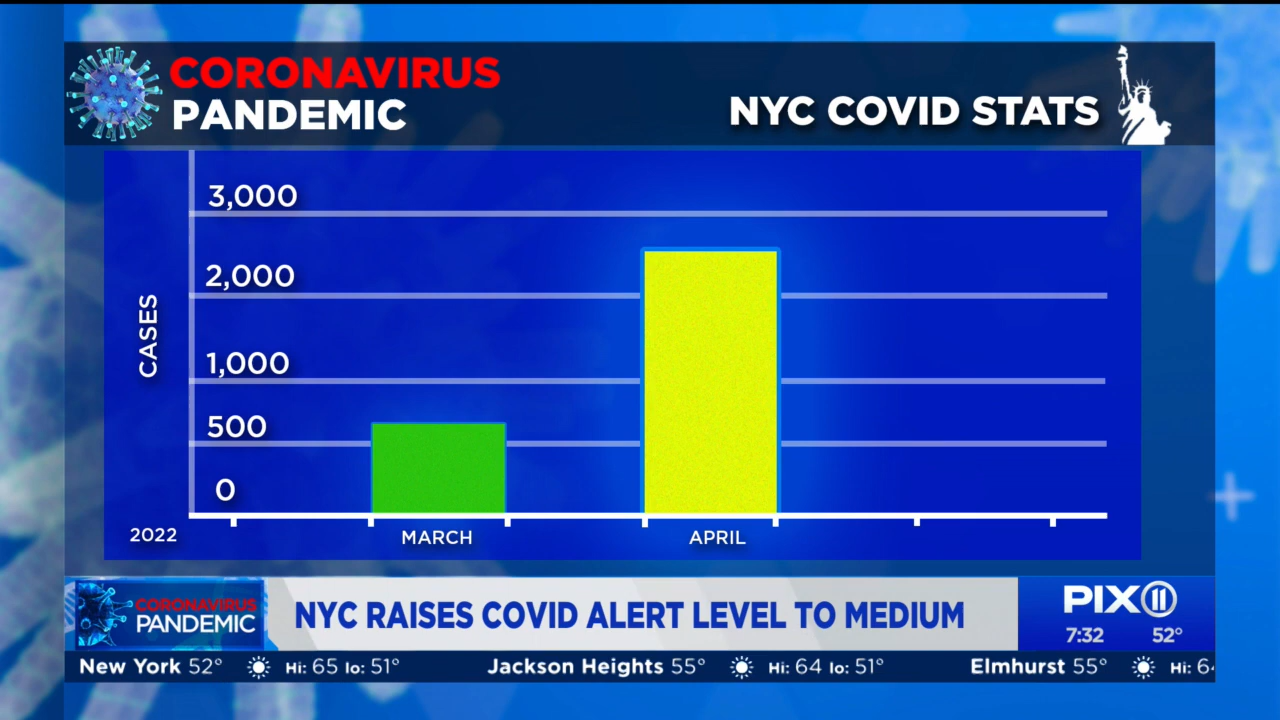 CORONAVIRUS
PANDEMIC
NYC COVID STATS
3,000
2,000
1,000
500
0
CASES
2022
MARCH
APRIL
CORONAVIRUS
PANDEMIC
NYC RAISES COVID ALERT LEVEL TO MEDIUM
PIX11
7:32 52°
New York 52° Hi: 65 lo: 51° Jackson Heights 55° Hi: 64 lo: 51° Elmhurst 55° Hi: